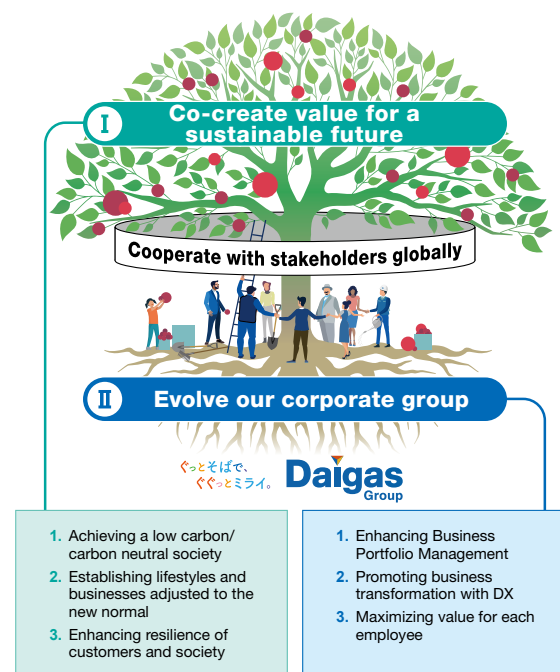 I
Co-create value for a
sustainable future
Cooperate with stakeholders globally
II
Evolve our corporate group
ぐっとそばで、
ぐぐっとミライ。
Daigas
Group
1. Achieving a low carbon/
carbon neutral society
2. Establishing lifestyles and
businesses adjusted to the
new normal
3. Enhancing resilience of
customers and society
1. Enhancing Business
Portfolio Management
2. Promoting business
transformation with DX
3. Maximizing value for each
employee